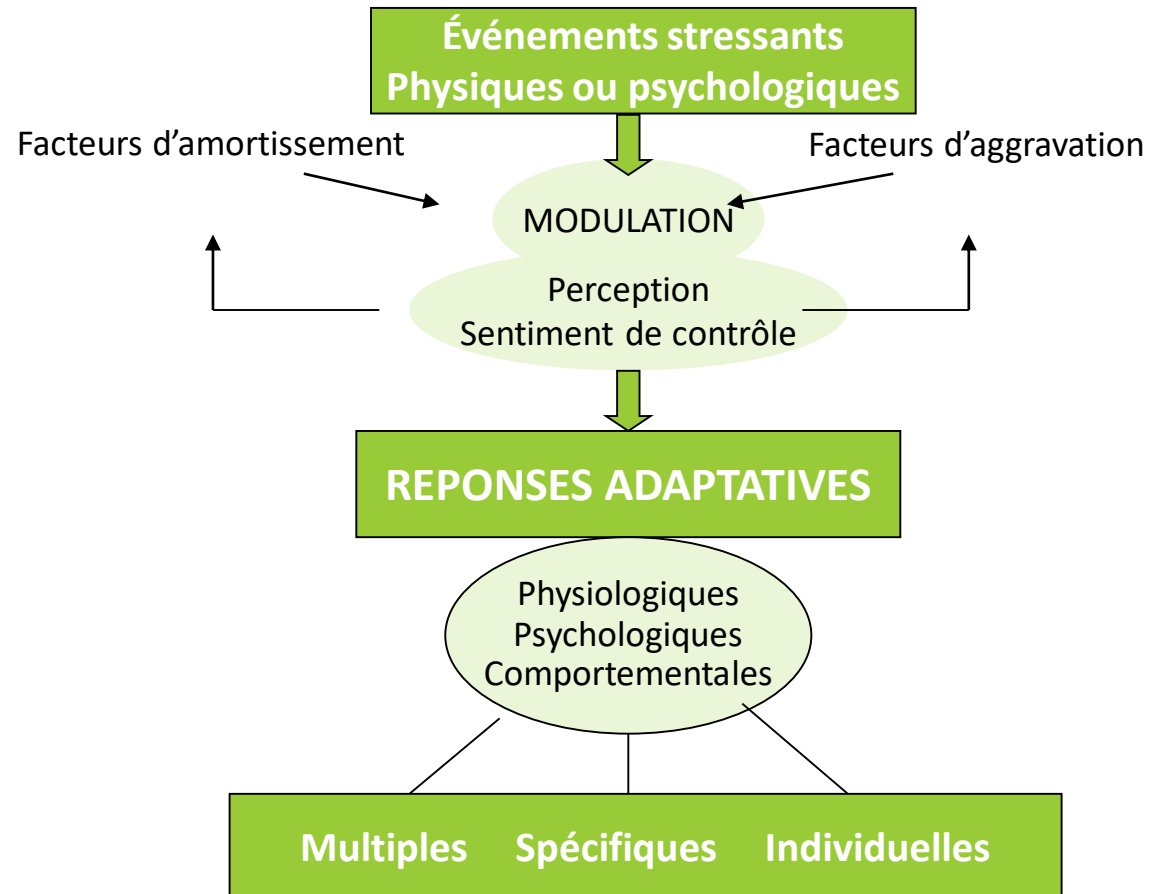 Événements stressants
Physiques ou psychologiques
Facteurs d’amortissement
Facteurs d’aggravation
MODULATION
Perception
Sentiment de contrôle
REPONSES ADAPTATIVES
Physiologiques
Psychologiques
Comportementales
Multiples Spécifiques Individuelles